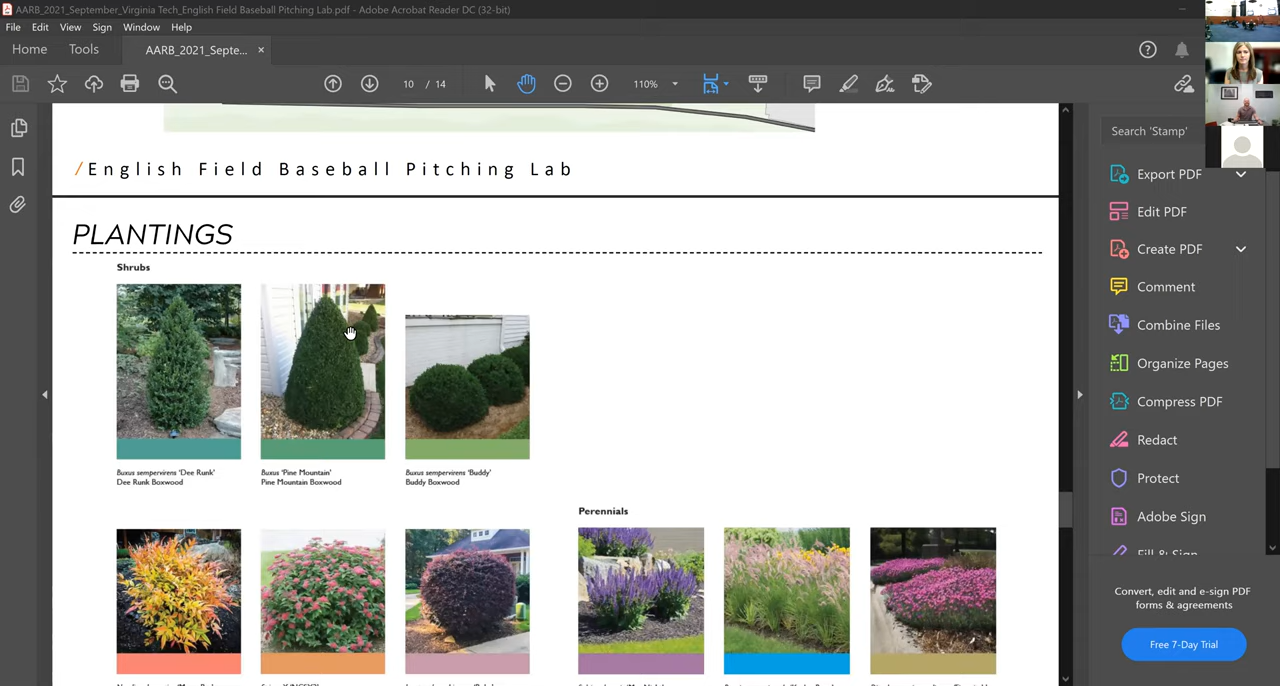 AARB_2021_September_Virginia Tech_English Field Baseball Pitching Lab.pdf - Adobe Acrobat Reader DC (32-bit)
File Edit View Sign Window Help
Home Tools AARB_2021_Septe... ×
10 / 14 110%
/English Field Baseball Pitching Lab
PLANTINGS
Shrubs
Buxus sempervirens 'Dee Runk'
Dee Runk Boxwood
Buxus 'Pine Mountain'
Pine Mountain Boxwood
Buxus sempervirens 'Buddy'
Buddy Boxwood
Perennials
Search 'Stamp'
Export PDF
Edit PDF
Create PDF
Comment
Combine Files
Organize Pages
Compress PDF
Redact
Protect
Adobe Sign
Fill & Sign
Convert, edit and e-sign PDF
forms & agreements
Free 7-Day Trial